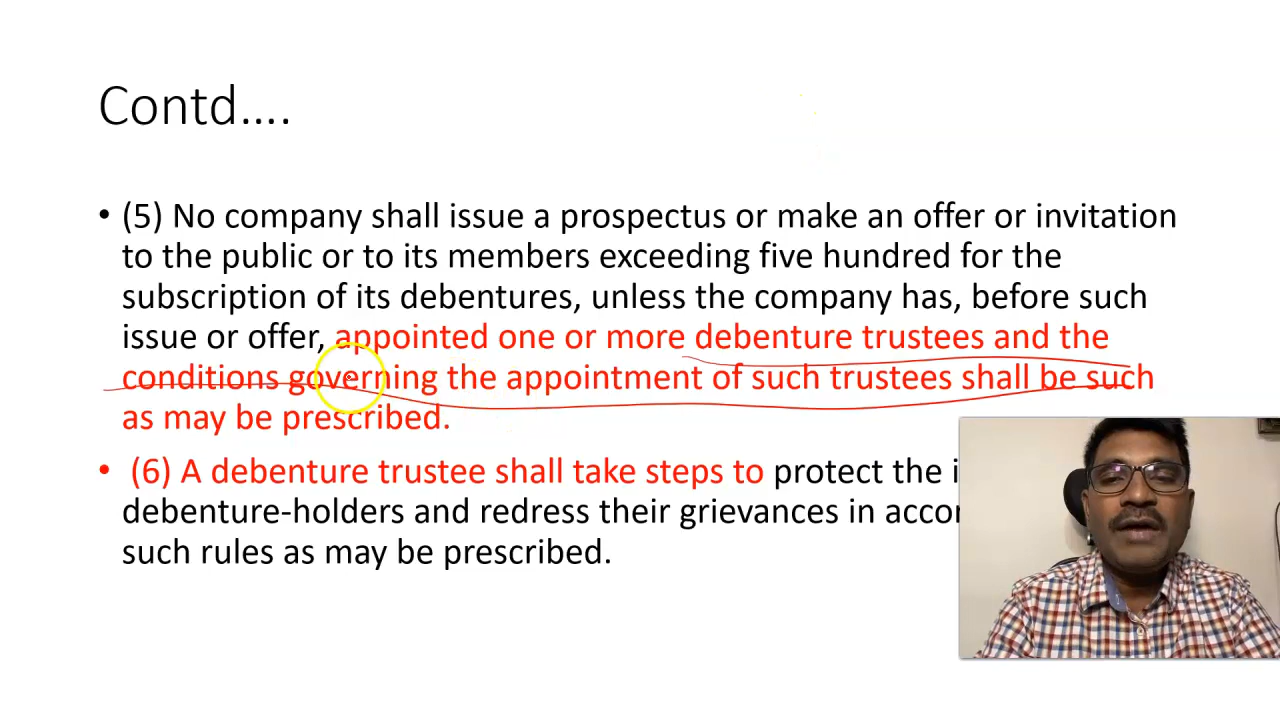 Contd....
• (5) No company shall issue a prospectus or make an offer or invitation
to the public or to its members exceeding five hundred for the
subscription of its debentures, unless the company has, before such
issue or offer, appointed one or more debenture trustees and the
conditions governing the appointment of such trustees shall be such
as may be prescribed.
• (6) A debenture trustee shall take steps to protect the
debenture-holders and redress their grievances in
such rules as may be prescribed.